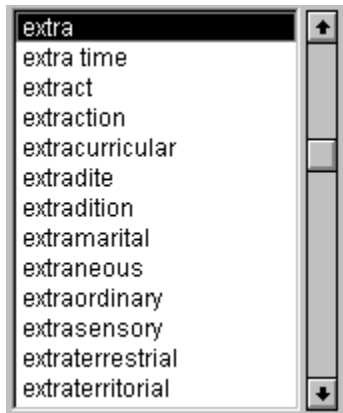 extra
extra time
extract
extraction
extracurricular
extradite
extradition
extramarital
extraneous
extraordinary
extrasensory
extraterrestrial
extraterritorial